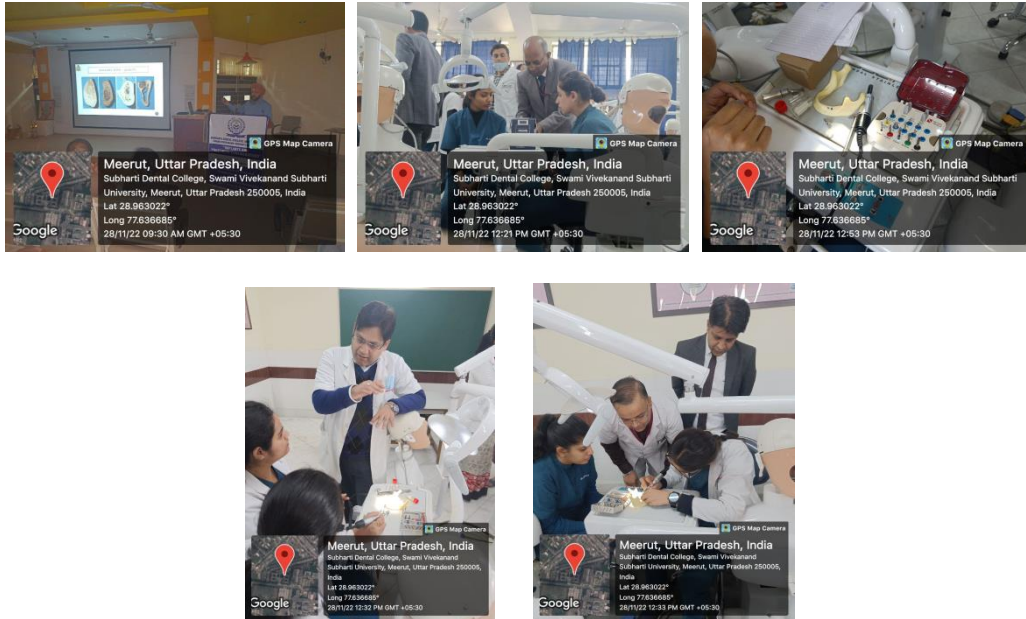 GPS Map Camera
Meerut, Uttar Pradesh, India
Subharti Dental College, Swami Vivekanand Subharti
University, Meerut, Uttar Pradesh 250005, India
Lat 28.963022°
Long 77.636685°
28/11/22 09:30 AM GMT +05:30
Google
GPS Map Camera
Meerut, Uttar Pradesh, India
Subharti Dental College, Swami Vivekanand Subharti
University, Meerut, Uttar Pradesh 250005, India
Lat 28.963022°
Long 77.636685°
28/11/22 12:21 PM GMT +05:30
Google
GPS Map Camera
Meerut, Uttar Pradesh, India
Subharti Dental College, Swami Vivekanand Subharti
University, Meerut, Uttar Pradesh 250005, India
Lat 28.963022°
Long 77.636685°
28/11/22 12:53 PM GMT +05:30
Google
GPS Map Camera
Meerut, Uttar Pradesh, India
Subharti Dental College, Swami Vivekanand
Subharti University, Meerut, Uttar Pradesh 250005,
India
Lat 28.963022°
Long 77.636685°
28/11/22 12:32 PM GMT +05:30
Google
GPS Map Camera
Meerut, Uttar Pradesh, India
Subharti Dental College, Swami Vivekanand
Subharti University, Meerut, Uttar Pradesh 250005,
India
Lat 28.963022°
Long 77.636685°
28/11/22 12:33 PM GMT +05:30
Google